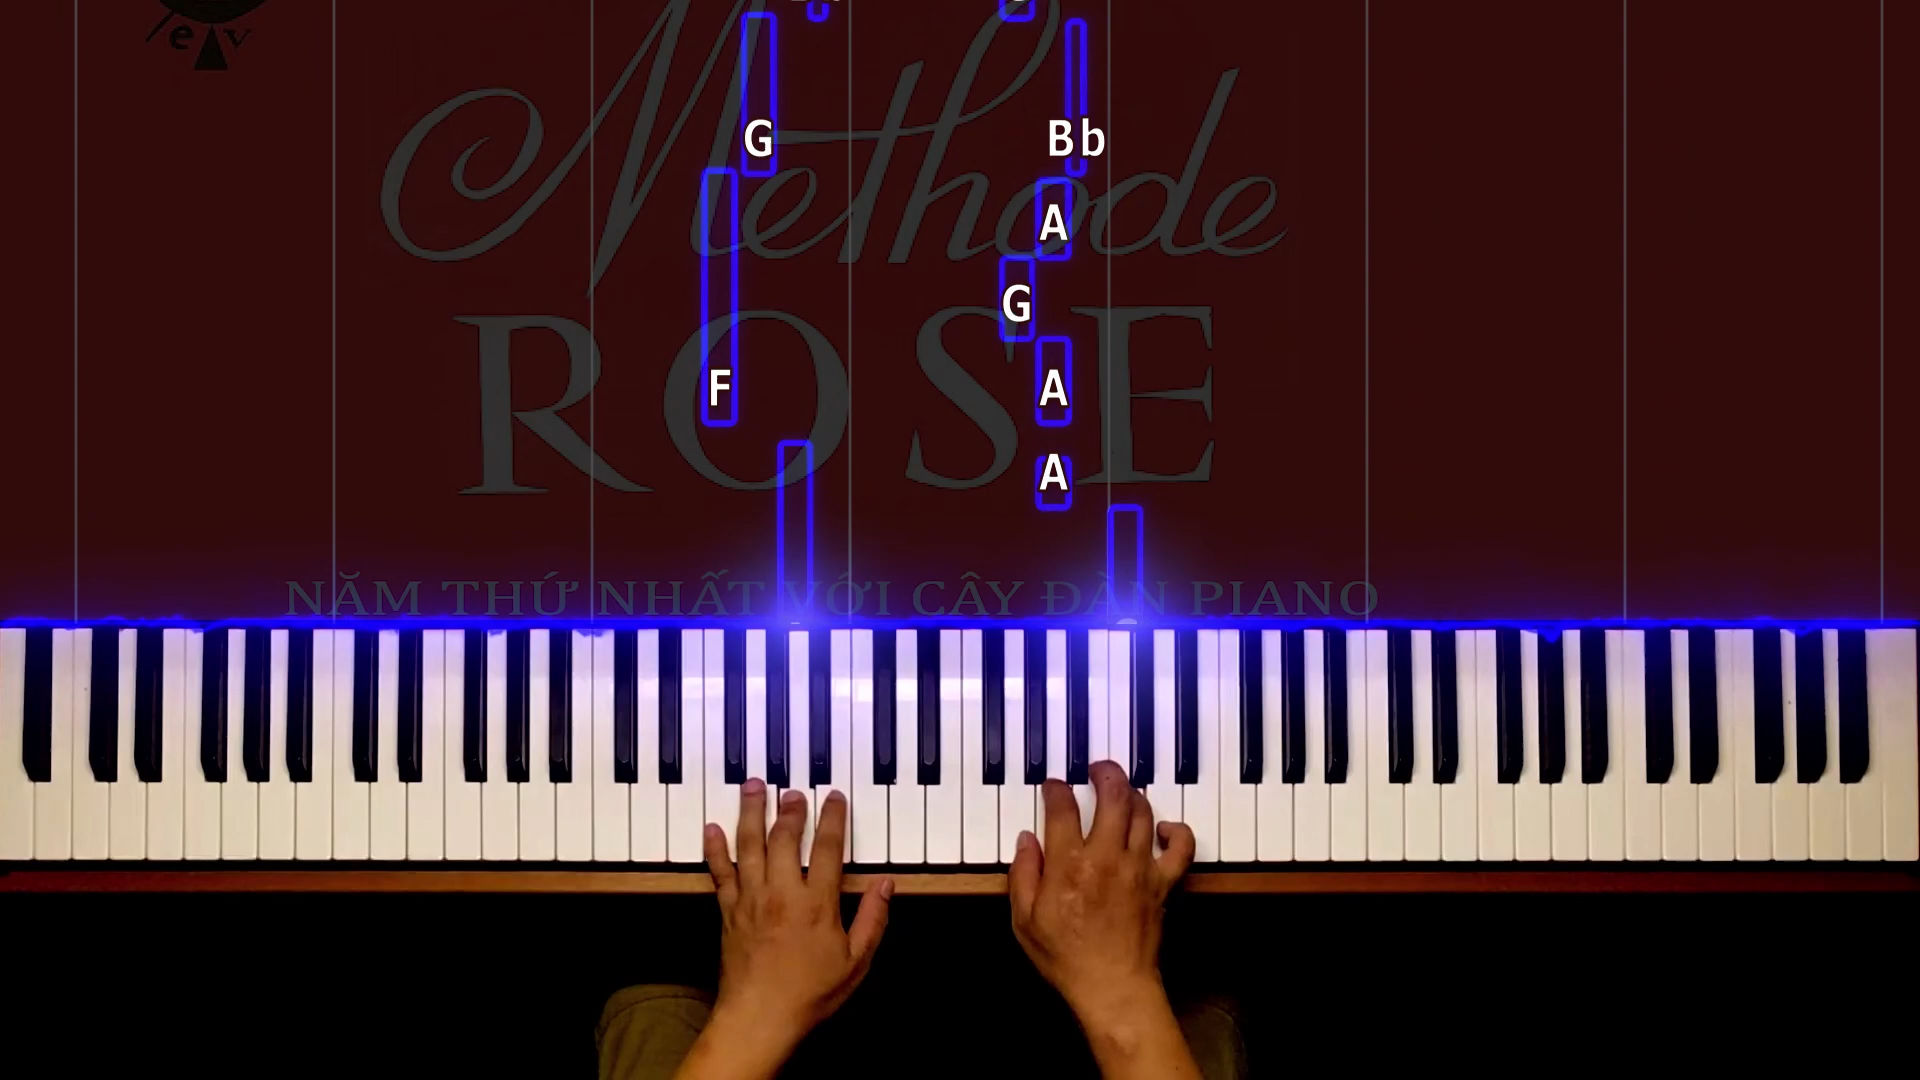 e v
Methode
ROSE
NĂM THỨ NHẤT VỚI CÂY ĐÀN PIANO
G
Bb
A
G
F
A
A